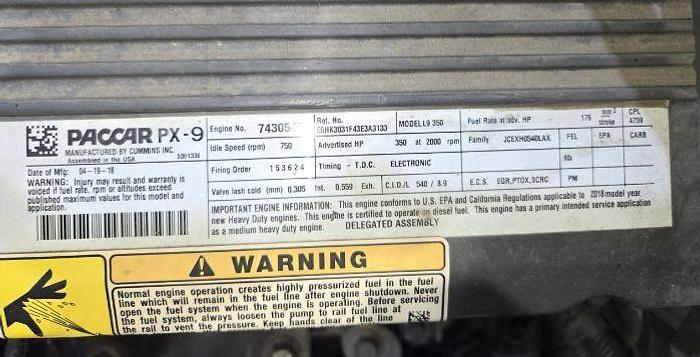 PACCAR PX-9
MANUFACTURED BY CUMMINS INC.
Assembled in the USA 5361336
Date of Mfg: 04-19-18
WARNING: Injury may result and warranty is
voided if fuel rate, rpm or altitudes exceed
published maximum values for this model and
application.
Engine No. 74305
Ref. No.
E6HK3031F43E3A3133
MODEL L9 350
Fuel Rate at adv. HP 175 mm³
stroke
CPL
4799
Idle Speed (rpm) 750
Advertised HP 350 at 2000 rpm
Family JCEXH0540LAX FEL EPA CARB
Firing Order 153624
Timing - T.D.C. ELECTRONIC
Valve lash cold (mm) 0.305 Int. 0.559 Exh. C.I.D./L 540 / 8.9 E.C.S. EGR,PTOX,SCRC PM
IMPORTANT ENGINE INFORMATION: This engine conforms to U.S. EPA and California Regulations applicable to 2018 model year
new Heavy Duty engines. This engine is certified to operate on diesel fuel. This engine has a primary intended service application
as a medium heavy duty engine. DELEGATED ASSEMBLY
WARNING
Normal engine operation creates highly pressurized fuel in the fuel
line which will remain in the fuel line after engine shutdown. Never
open the fuel system when the engine is operating. Before servicing
the fuel system, always loosen the pump to rail fuel line at
the rail to vent the pressure. Keep hands clear of the line